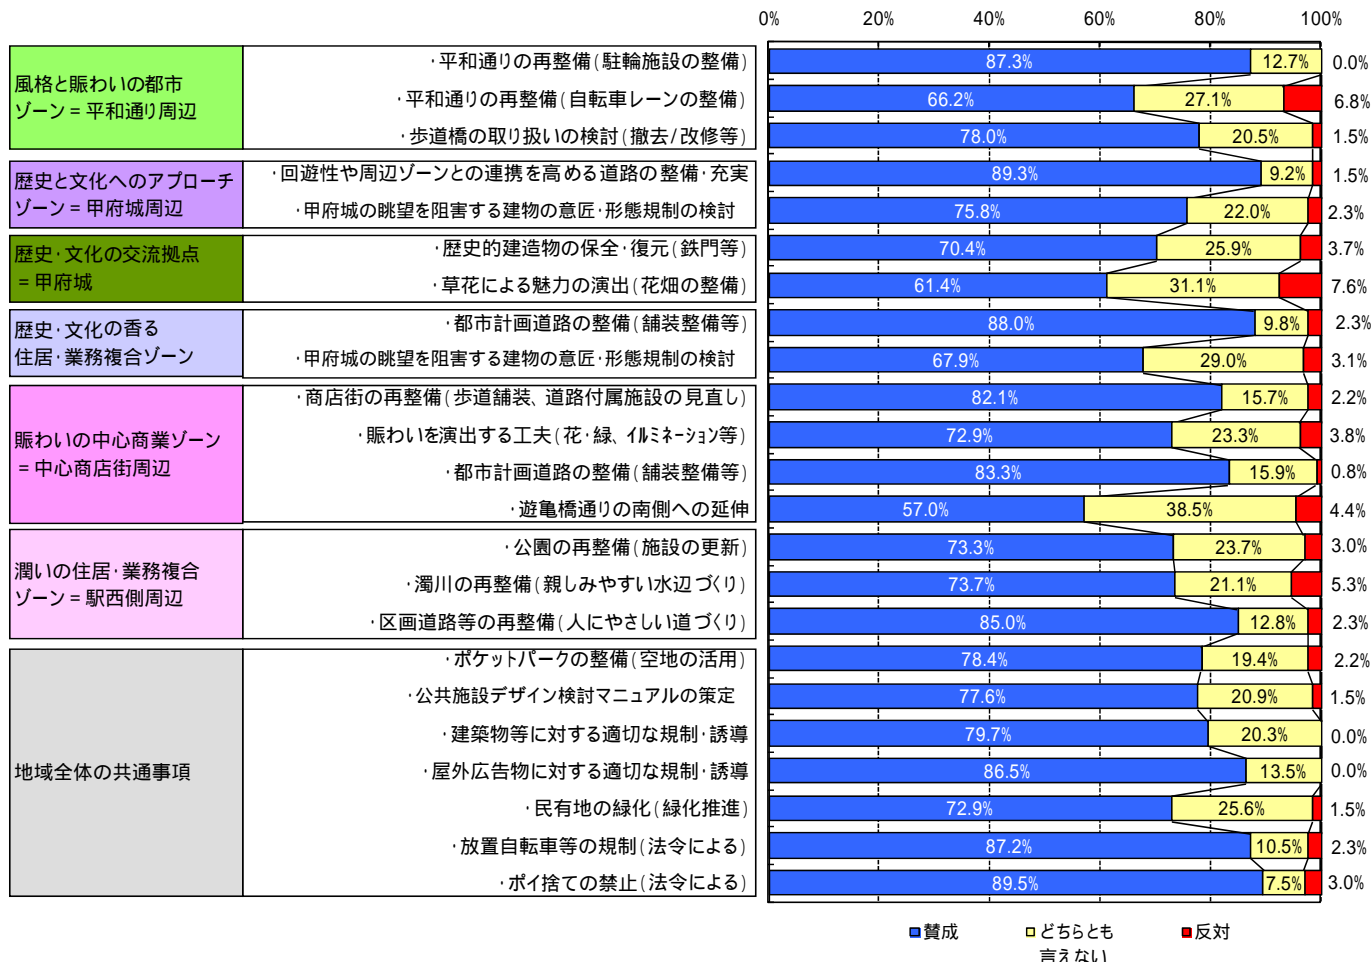 0% 20% 40% 60% 80% 100%
風格と賑わいの都市
ゾーン＝平和通り周辺
・平和通りの再整備(駐輪施設の整備) 87.3% 12.7% 0.0%
・平和通りの再整備(自転車レーンの整備) 66.2% 27.1% 6.8%
・歩道橋の取り扱いの検討(撤去/改修等) 78.0% 20.5% 1.5%
歴史と文化へのアプローチ
ゾーン＝甲府城周辺
・回遊性や周辺ゾーンとの連携を高める道路の整備・充実 89.3% 9.2% 1.5%
・甲府城の眺望を阻害する建物の意匠・形態規制の検討 75.8% 22.0% 2.3%
歴史・文化の交流拠点
＝甲府城
・歴史的建造物の保全・復元(鉄門等) 70.4% 25.9% 3.7%
・草花による魅力の演出(花畑の整備) 61.4% 31.1% 7.6%
歴史・文化の香る
住居・業務複合ゾーン
・都市計画道路の整備(舗装整備等) 88.0% 9.8% 2.3%
・甲府城の眺望を阻害する建物の意匠・形態規制の検討 67.9% 29.0% 3.1%
賑わいの中心商業ゾーン
＝中心商店街周辺
・商店街の再整備(歩道舗装、道路付属施設の見直し) 82.1% 15.7% 2.2%
・賑わいを演出する工夫(花・緑、ｲﾙﾐﾈｰｼｮﾝ等) 72.9% 23.3% 3.8%
・都市計画道路の整備(舗装整備等) 83.3% 15.9% 0.8%
・遊亀橋通りの南側への延伸 57.0% 38.5% 4.4%
潤いの住居・業務複合
ゾーン＝駅西側周辺
・公園の再整備(施設の更新) 73.3% 23.7% 3.0%
・濁川の再整備(親しみやすい水辺づくり) 73.7% 21.1% 5.3%
・区画道路等の再整備(人にやさしい道づくり) 85.0% 12.8% 2.3%
地域全体の共通事項
・ポケットパークの整備(空地の活用) 78.4% 19.4% 2.2%
・公共施設デザイン検討マニュアルの策定 77.6% 20.9% 1.5%
・建築物等に対する適切な規制・誘導 79.7% 20.3% 0.0%
・屋外広告物に対する適切な規制・誘導 86.5% 13.5% 0.0%
・民有地の緑化(緑化推進) 72.9% 25.6% 1.5%
・放置自転車等の規制(法令による) 87.2% 10.5% 2.3%
・ポイ捨ての禁止(法令による) 89.5% 7.5% 3.0%
賛成 どちらとも 反対
言えない